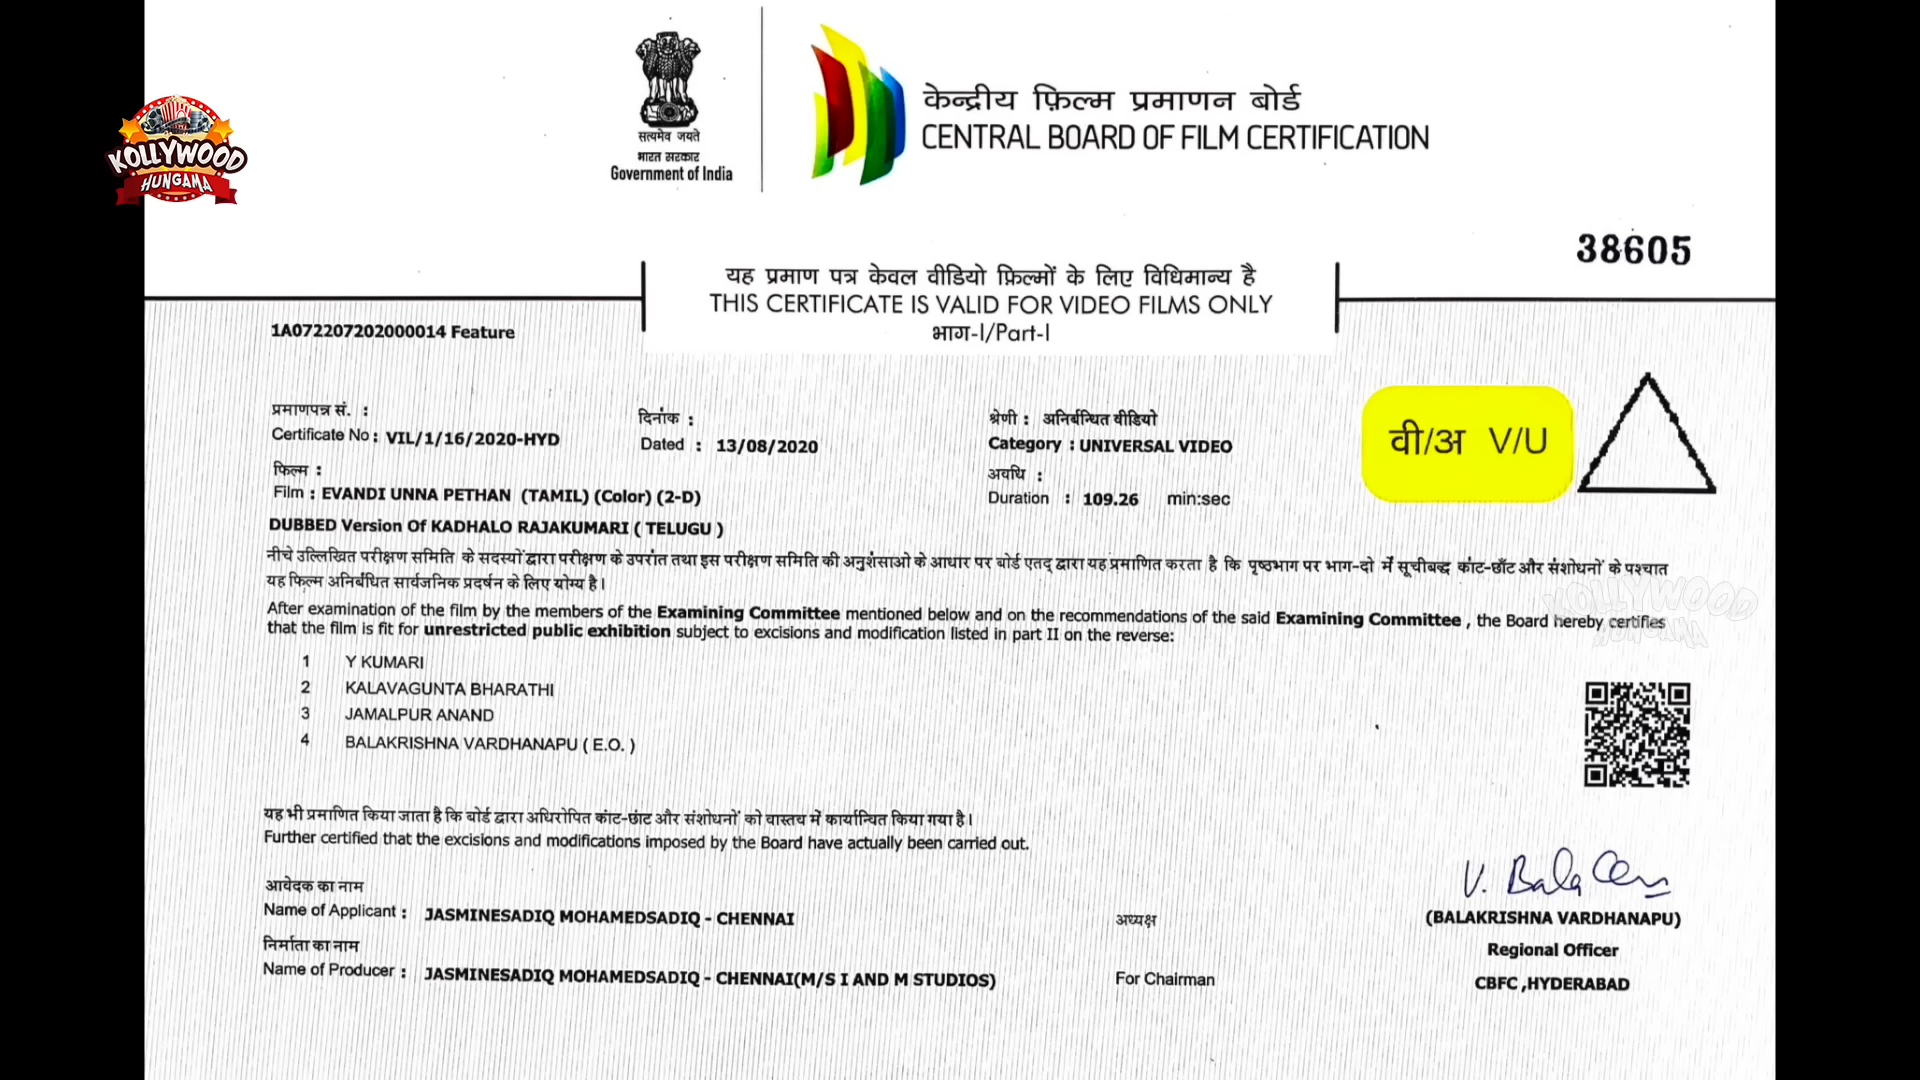 सत्यमेव जयते
भारत सरकार
Government of India
केन्द्रीय फ़िल्म प्रमाणन बोर्ड
CENTRAL BOARD OF FILM CERTIFICATION
KOLLYWOOD
HUNGAMA
38605
यह प्रमाण पत्र केवल वीडियो फ़िल्मों के लिए विधिमान्य है
THIS CERTIFICATE IS VALID FOR VIDEO FILMS ONLY
भाग-I/Part-I
1A072207202000014 Feature
प्रमाणपत्र सं. :
Certificate No : VIL/1/16/2020-HYD
दिनांक :
Dated : 13/08/2020
श्रेणी : अनिर्बन्धित वीडियो
Category : UNIVERSAL VIDEO
वी/अ V/U
फिल्म :
Film : EVANDI UNNA PETHAN (TAMIL) (Color) (2-D)
अवधि :
Duration : 109.26 min:sec
DUBBED Version Of KADHALO RAJAKUMARI ( TELUGU )
नीचे उल्लिखित परीक्षण समिति के सदस्यों द्वारा परीक्षण के उपरांत तथा इस परीक्षण समिति की अनुशंसाओ के आधार पर बोर्ड एतद् द्वारा यह प्रमाणित करता है कि पृष्ठभाग पर भाग-दो में सूचीबद्ध कांट-छाँट और संशोधनों के पश्चात
यह फिल्म अनिर्बंधित सार्वजनिक प्रदर्षन के लिए योग्य है।
After examination of the film by the members of the Examining Committee mentioned below and on the recommendations of the said Examining Committee , the Board hereby certifies
that the film is fit for unrestricted public exhibition subject to excisions and modification listed in part II on the reverse:
KOLLYWOOD
HUNGAMA
1 Y KUMARI
2 KALAVAGUNTA BHARATHI
3 JAMALPUR ANAND
4 BALAKRISHNA VARDHANAPU ( E.O. )
यह भी प्रमाणित किया जाता है कि बोर्ड द्वारा अधिरोपित कांट-छांट और संशोधनों को वास्तव में कार्यान्वित किया गया है।
Further certified that the excisions and modifications imposed by the Board have actually been carried out.
आवेदक का नाम
Name of Applicant : JASMINESADIQ MOHAMEDSADIQ - CHENNAI
निर्माता का नाम
Name of Producer : JASMINESADIQ MOHAMEDSADIQ - CHENNAI(M/S I AND M STUDIOS)
अध्यक्ष
For Chairman
(BALAKRISHNA VARDHANAPU)
Regional Officer
CBFC ,HYDERABAD